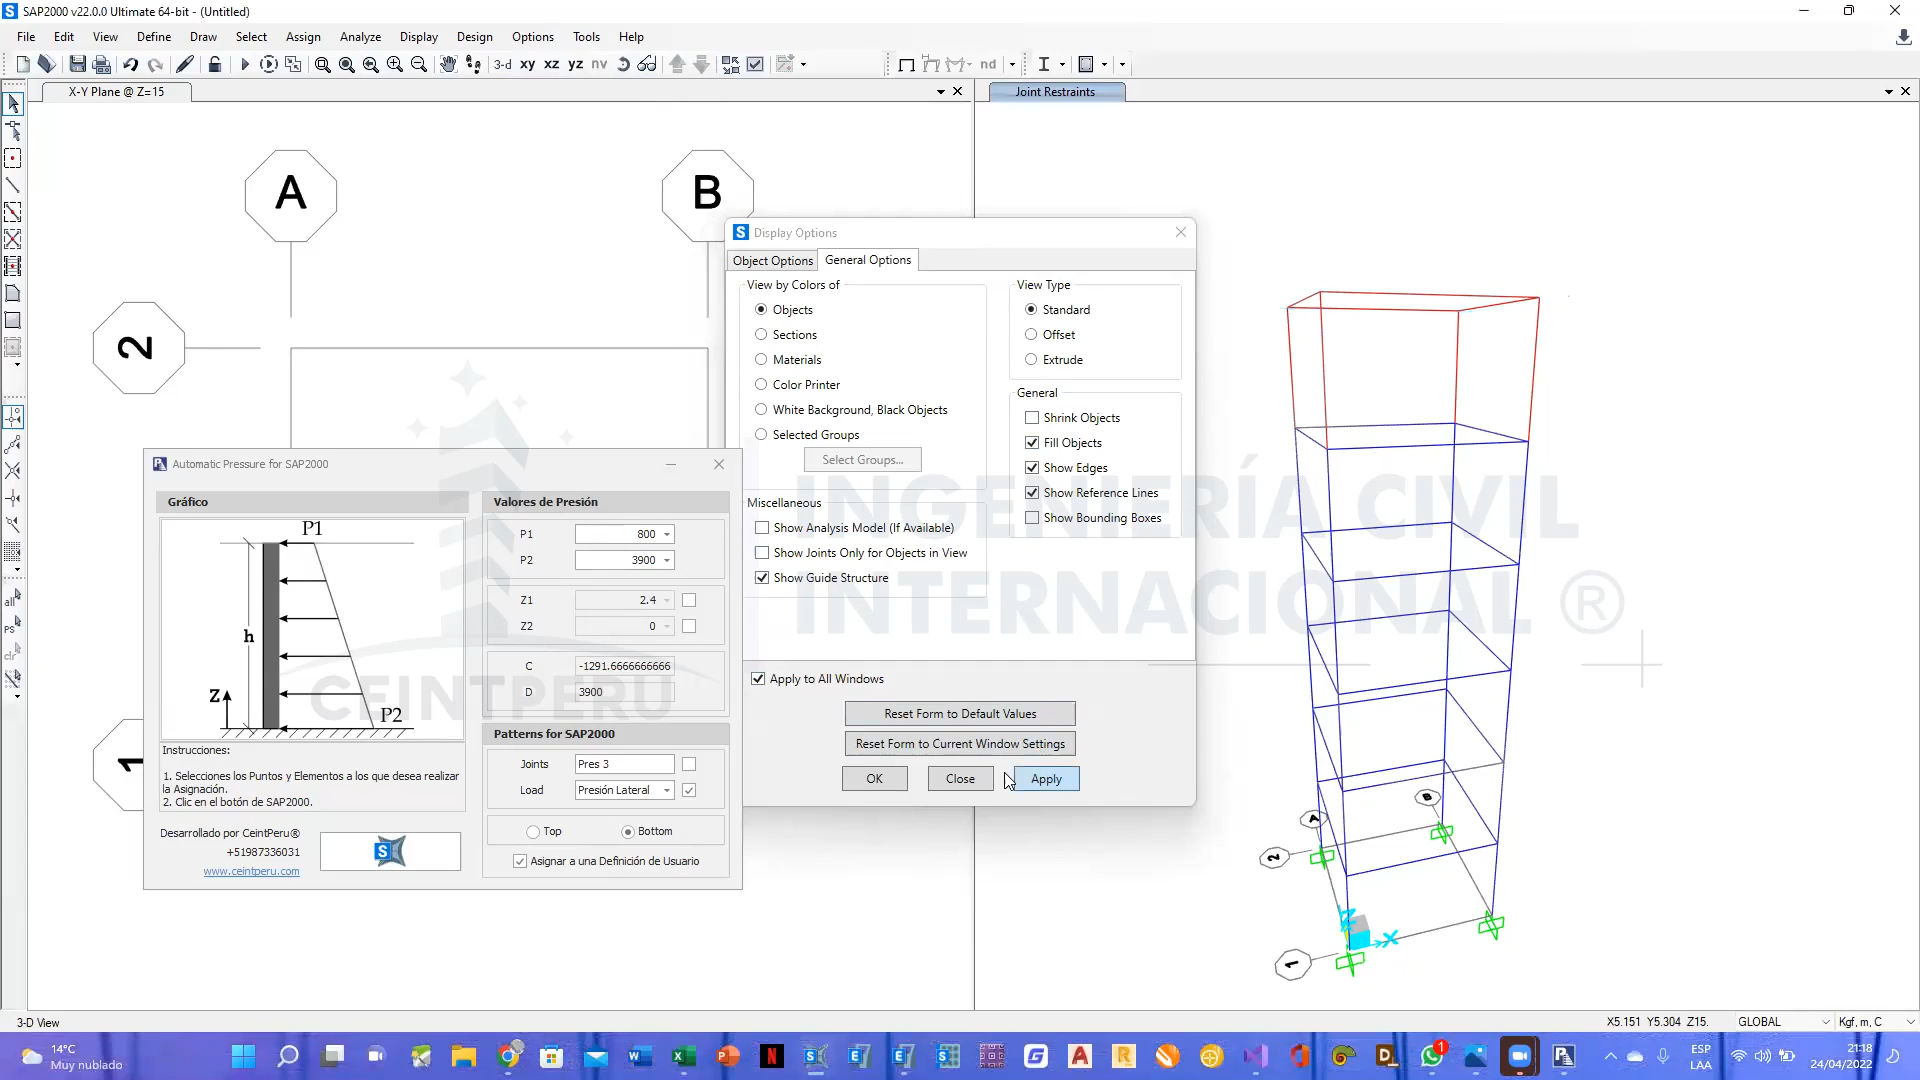 SAP2000 v22.0.0 Ultimate 64-bit - (Untitled)
File Edit View Define Draw Select Assign Analyze Display Design Options Tools Help
3-d xy xz yz nv nd
X-Y Plane @ Z=15
Joint Restraints
A
B
2
1
Display Options
Object Options
General Options
View by Colors of
Objects
Sections
Materials
Color Printer
White Background, Black Objects
Selected Groups
Select Groups...
Miscellaneous
Show Analysis Model (If Available)
Show Joints Only for Objects in View
Show Guide Structure
View Type
Standard
Offset
Extrude
General
Shrink Objects
Fill Objects
Show Edges
Show Reference Lines
Show Bounding Boxes
Apply to All Windows
Reset Form to Default Values
Reset Form to Current Window Settings
OK
Close
Apply
Automatic Pressure for SAP2000
Gráfico
P1
h
Z
P2
Instrucciones:
1. Selecciones los Puntos y Elementos a los que desea realizar
la Asignación.
2. Clic en el botón de SAP2000.
Desarrollado por CeintPeru®
+51987336031
www.ceintperu.com
Valores de Presión
P1 800
P2 3900
Z1 2.4
Z2 0
C -1291.6666666666
D 3900
Patterns for SAP2000
Joints Pres 3
Load Presión Lateral
Top
Bottom
Asignar a una Definición de Usuario
INGENIERÍA CIVIL
INTERNACIONAL ®
CEINTPERU
all
PS
clr
A
B
2
1
Z
X
3-D View
X5.151 Y5.304 Z15.
GLOBAL
Kgf, m, C
14°C
Muy nublado
1
ESP
LAA
21:18
24/04/2022